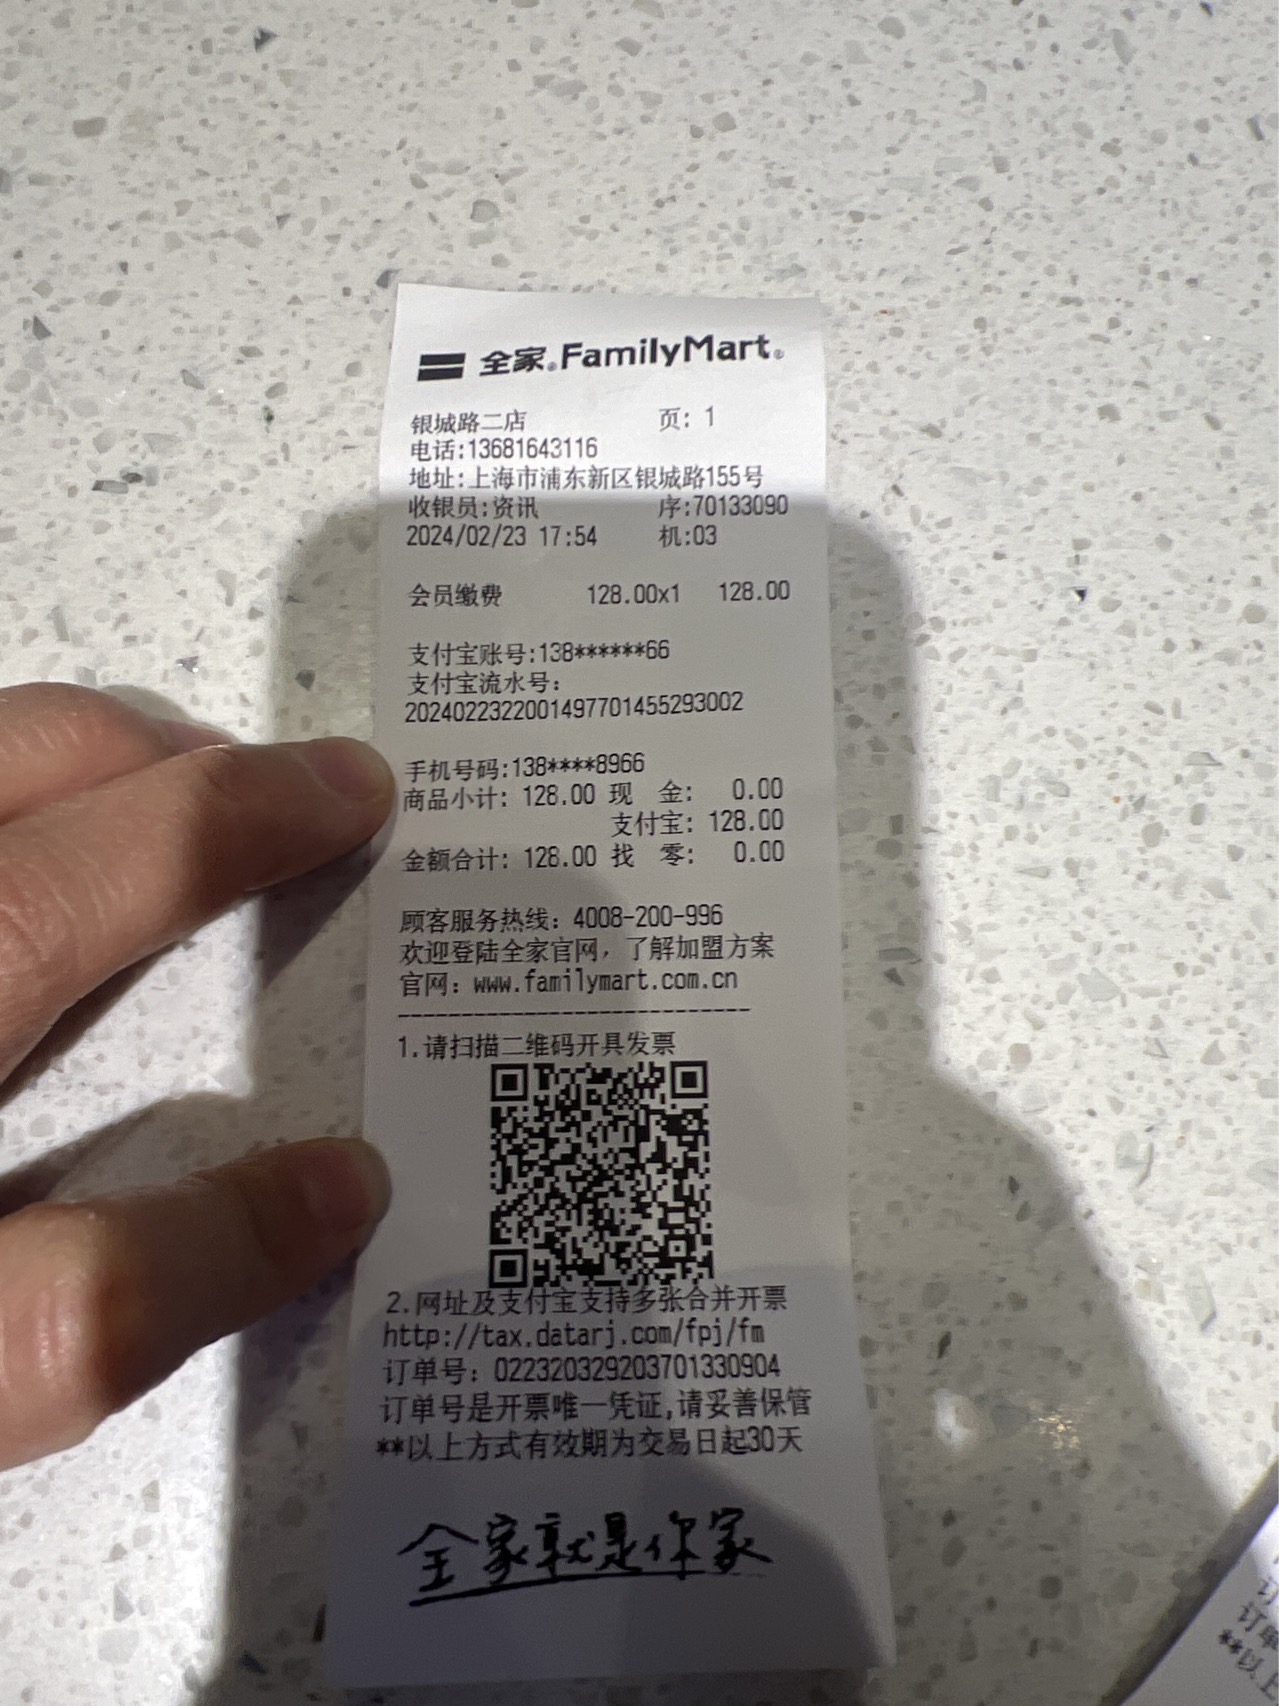 全家 FamilyMart
银城路二店 页: 1
电话:13681643116
地址:上海市浦东新区银城路155号
收银员:资讯 序:70133090
2024/02/23 17:54 机:03
会员缴费 128.00x1 128.00
支付宝账号:138******66
支付宝流水号:
2024022322001497701455293002
手机号码:138****8966
商品小计: 128.00 现 金: 0.00
支付宝: 128.00
金额合计: 128.00 找 零: 0.00
顾客服务热线: 4008-200-996
欢迎登陆全家官网，了解加盟方案
官网: www.familymart.com.cn
1.请扫描二维码开具发票
2.网址及支付宝支持多张合并开票
http://tax.datarj.com/fpj/fm
订单号: 022320329203701330904
订单号是开票唯一凭证,请妥善保管
**以上方式有效期为交易日起30天
全家就是你家
订单
**以上